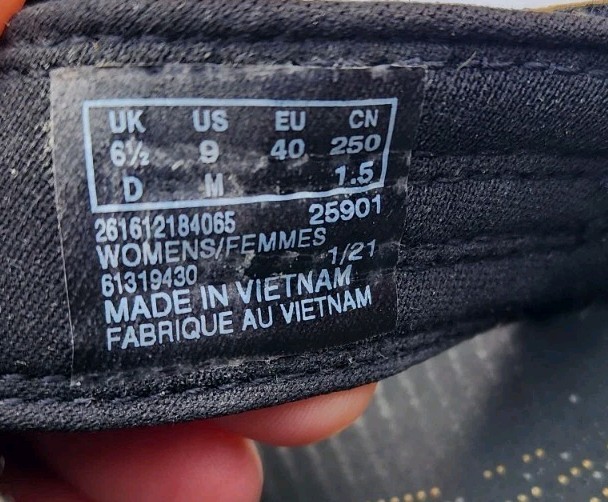 UK US EU CN
6½ 9 40 250
D M 1.5
261612184065 25901
WOMENS/FEMMES
61319430 1/21
MADE IN VIETNAM
FABRIQUE AU VIETNAM